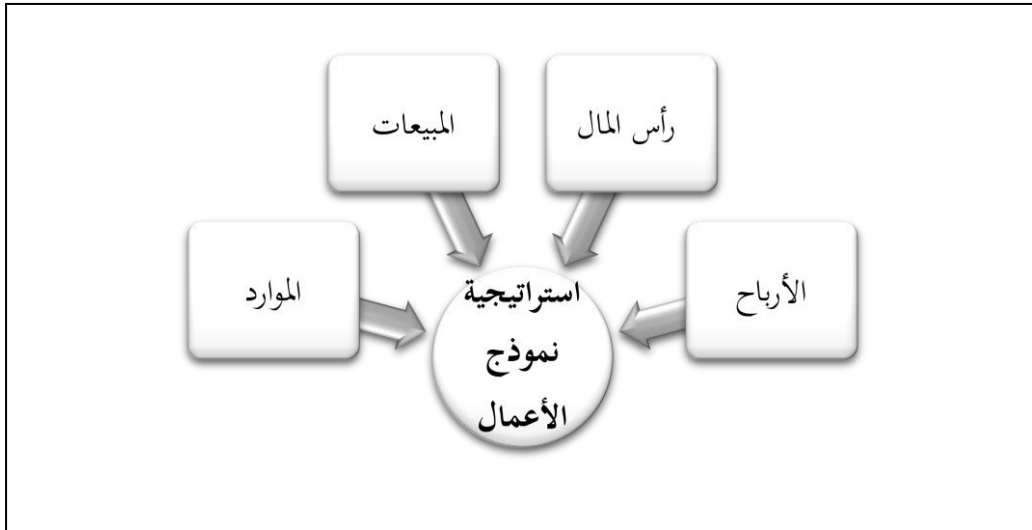 رأس المال
المبيعات
الأرباح
الموارد
استراتيجية
نموذج
الأعمال